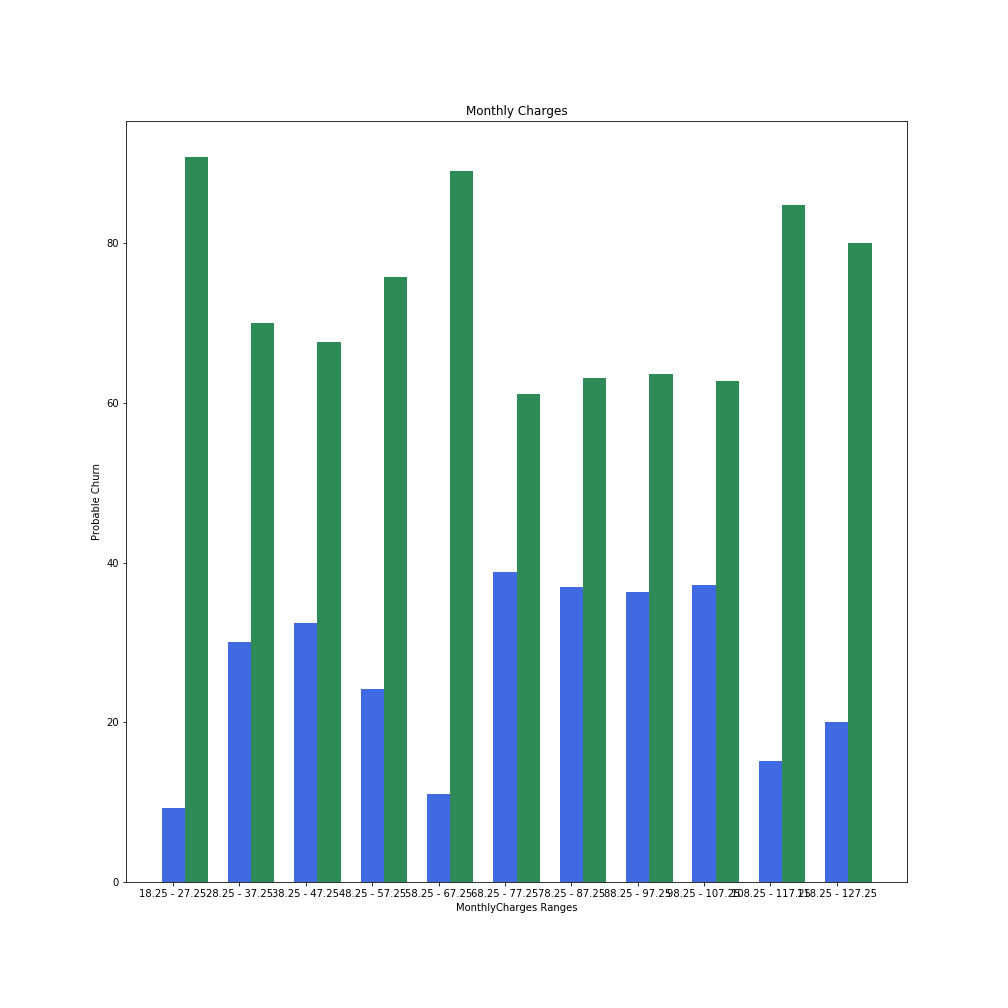 Monthly Charges
Probable Churn
80
60
40
20
0
18.25 - 27.25 28.25 - 37.25 38.25 - 47.25 48.25 - 57.25 58.25 - 67.25 68.25 - 77.25 78.25 - 87.25 88.25 - 97.25 98.25 - 107.25 108.25 - 117.25 118.25 - 127.25
MonthlyCharges Ranges